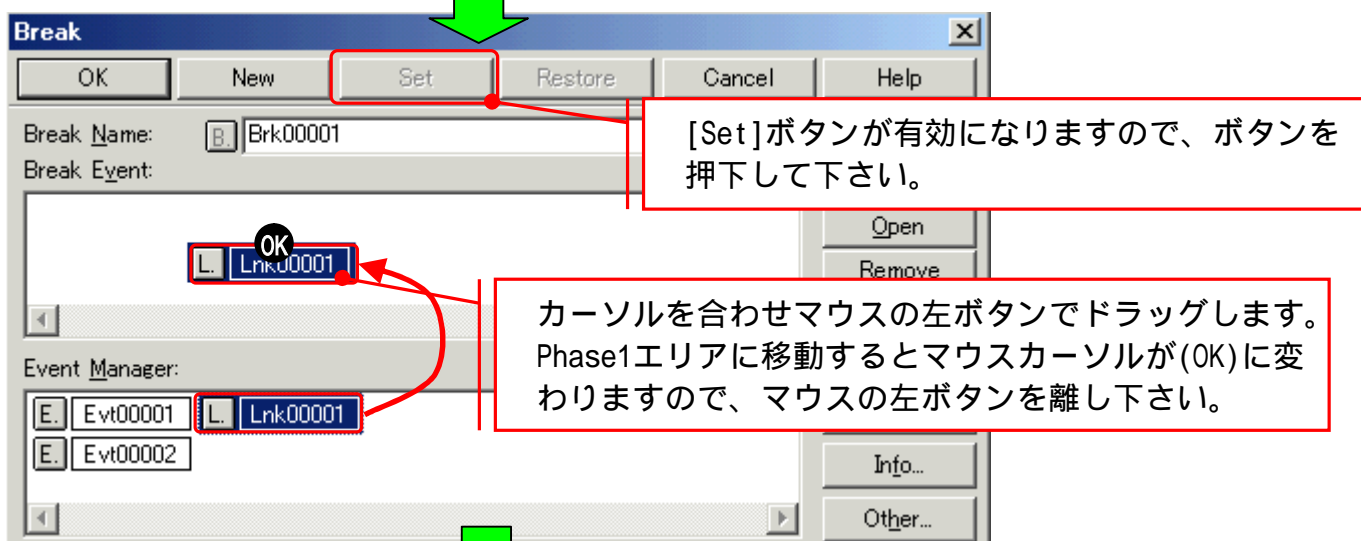 Break
OK New Set Restore Cancel Help
Break Name: B. Brk00001
[Set]ボタンが有効になりますので、ボタンを
押下して下さい。
Break Event:
Open
OK
L. Lnk00001
Remove
カーソルを合わせマウスの左ボタンでドラッグします。
Phase1エリアに移動するとマウスカーソルが(OK)に変
わりますので、マウスの左ボタンを離し下さい。
Event Manager:
E. Evt00001 L. Lnk00001
E. Evt00002
Info...
Other...